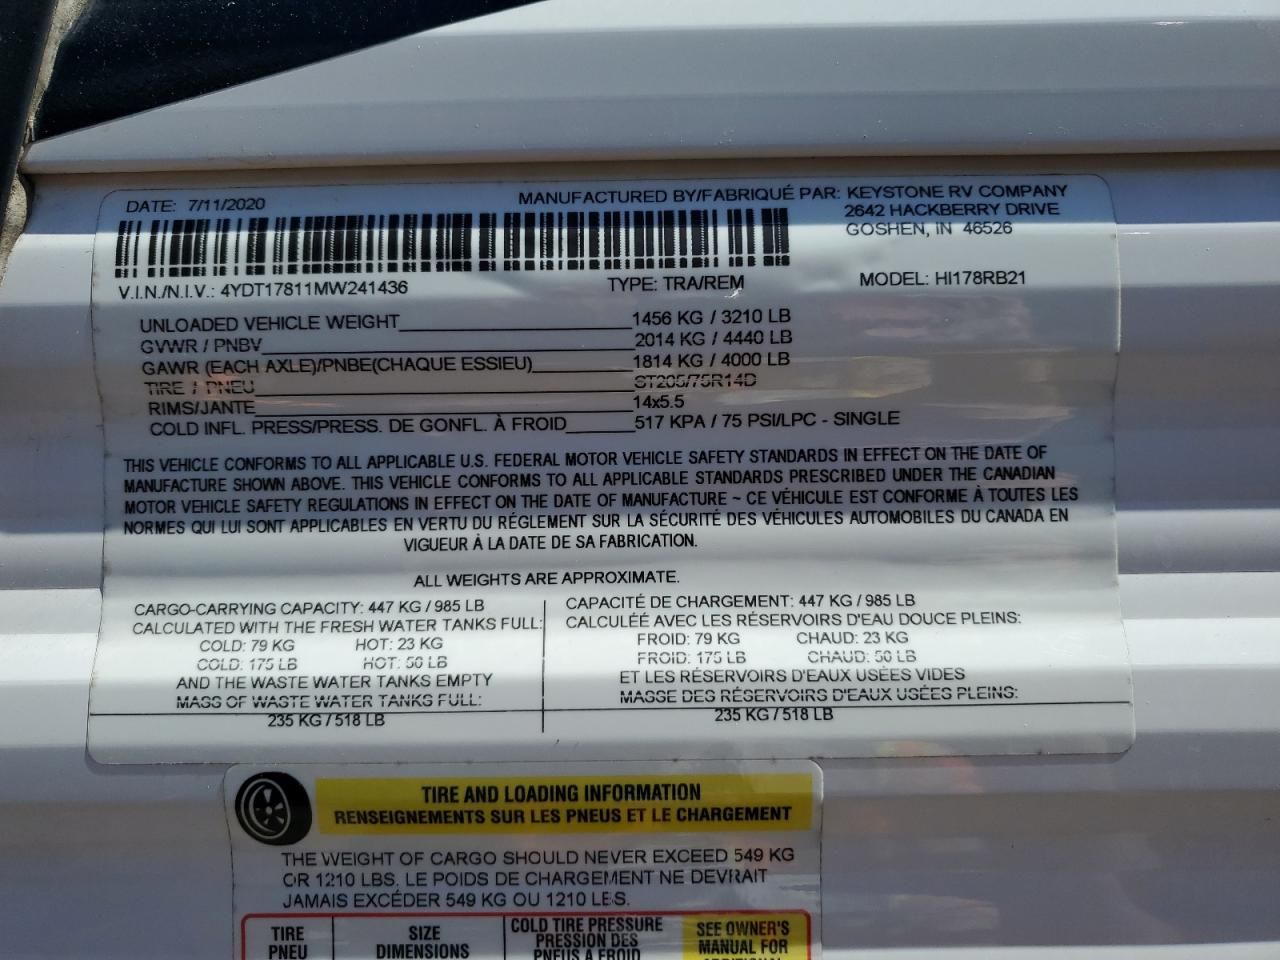 DATE: 7/11/2020 MANUFACTURED BY/FABRIQUÉ PAR: KEYSTONE RV COMPANY
2642 HACKBERRY DRIVE
GOSHEN, IN 46526
V.I.N./N.I.V.: 4YDT17811MW241436 TYPE: TRA/REM MODEL: HI178RB21
UNLOADED VEHICLE WEIGHT 1456 KG / 3210 LB
GVWR / PNBV 2014 KG / 4440 LB
GAWR (EACH AXLE)/PNBE(CHAQUE ESSIEU) 1814 KG / 4000 LB
TIRE / PNEU ST205/75R14D
RIMS/JANTE 14x5.5
COLD INFL. PRESS/PRESS. DE GONFL. À FROID 517 KPA / 75 PSI/LPC - SINGLE
THIS VEHICLE CONFORMS TO ALL APPLICABLE U.S. FEDERAL MOTOR VEHICLE SAFETY STANDARDS IN EFFECT ON THE DATE OF
MANUFACTURE SHOWN ABOVE. THIS VEHICLE CONFORMS TO ALL APPLICABLE STANDARDS PRESCRIBED UNDER THE CANADIAN
MOTOR VEHICLE SAFETY REGULATIONS IN EFFECT ON THE DATE OF MANUFACTURE ~ CE VÉHICULE EST CONFORME À TOUTES LES
NORMES QUI LUI SONT APPLICABLES EN VERTU DU RÉGLEMENT SUR LA SÉCURITÉ DES VÉHICULES AUTOMOBILES DU CANADA EN
VIGUEUR À LA DATE DE SA FABRICATION.
ALL WEIGHTS ARE APPROXIMATE.
CARGO-CARRYING CAPACITY: 447 KG / 985 LB
CALCULATED WITH THE FRESH WATER TANKS FULL:
COLD: 79 KG HOT: 23 KG
COLD: 175 LB HOT: 50 LB
AND THE WASTE WATER TANKS EMPTY
MASS OF WASTE WATER TANKS FULL:
235 KG / 518 LB
CAPACITÉ DE CHARGEMENT: 447 KG / 985 LB
CALCULÉE AVEC LES RÉSERVOIRS D'EAU DOUCE PLEINS:
FROID: 79 KG CHAUD: 23 KG
FROID: 175 LB CHAUD: 50 LB
ET LES RÉSERVOIRS D'EAUX USÉES VIDES
MASSE DES RÉSERVOIRS D'EAUX USÉES PLEINS:
235 KG / 518 LB
TIRE AND LOADING INFORMATION
RENSEIGNEMENTS SUR LES PNEUS ET LE CHARGEMENT
THE WEIGHT OF CARGO SHOULD NEVER EXCEED 549 KG
OR 1210 LBS. LE POIDS DE CHARGEMENT NE DEVRAIT
JAMAIS EXCÉDER 549 KG OU 1210 LBS.
TIRE
PNEU
SIZE
DIMENSIONS
COLD TIRE PRESSURE
PRESSION DES
PNEUS A FROID
SEE OWNER'S
MANUAL FOR
ADDITIONAL